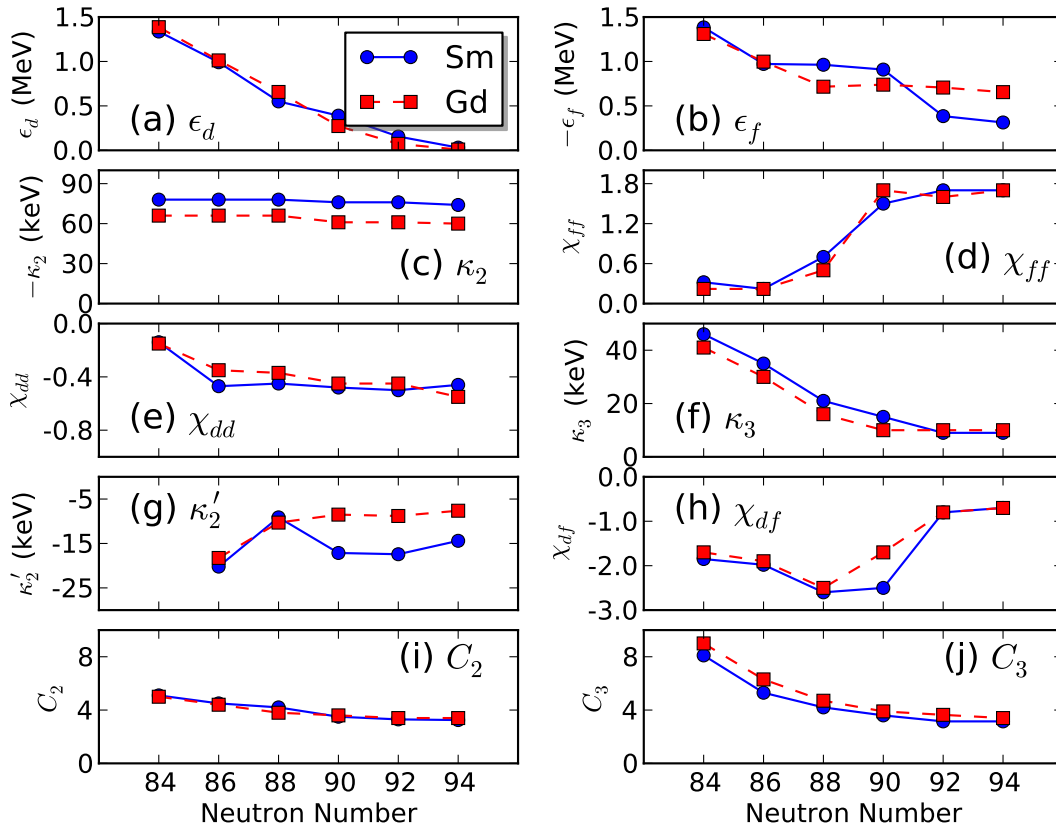 1.5
1.0
0.5
0.0
ϵ_d (MeV)
(a) ϵ_d
Sm
Gd
1.5
1.0
0.5
0.0
−ϵ_f (MeV)
(b) ϵ_f
90
60
30
0
−κ_2 (keV)
(c) κ_2
1.8
1.2
0.6
0.0
χ_ff
(d) χ_ff
0.0
-0.4
-0.8
χ_dd
(e) χ_dd
40
20
0
κ_3 (keV)
(f) κ_3
-5
-15
-25
κ_2′ (keV)
(g) κ_2′
0.0
-1.0
-2.0
-3.0
χ_df
(h) χ_df
8
4
0
C_2
(i) C_2
84 86 88 90 92 94
Neutron Number
8
4
0
C_3
(j) C_3
84 86 88 90 92 94
Neutron Number